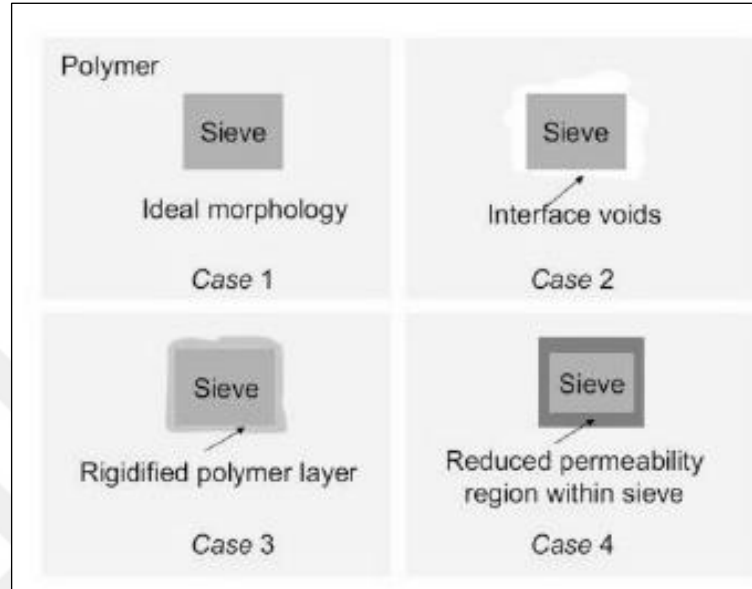 Polymer
Sieve
Ideal morphology
Case 1
Sieve
Interface voids
Case 2
Sieve
Rigidified polymer layer
Case 3
Sieve
Reduced permeability
region within sieve
Case 4